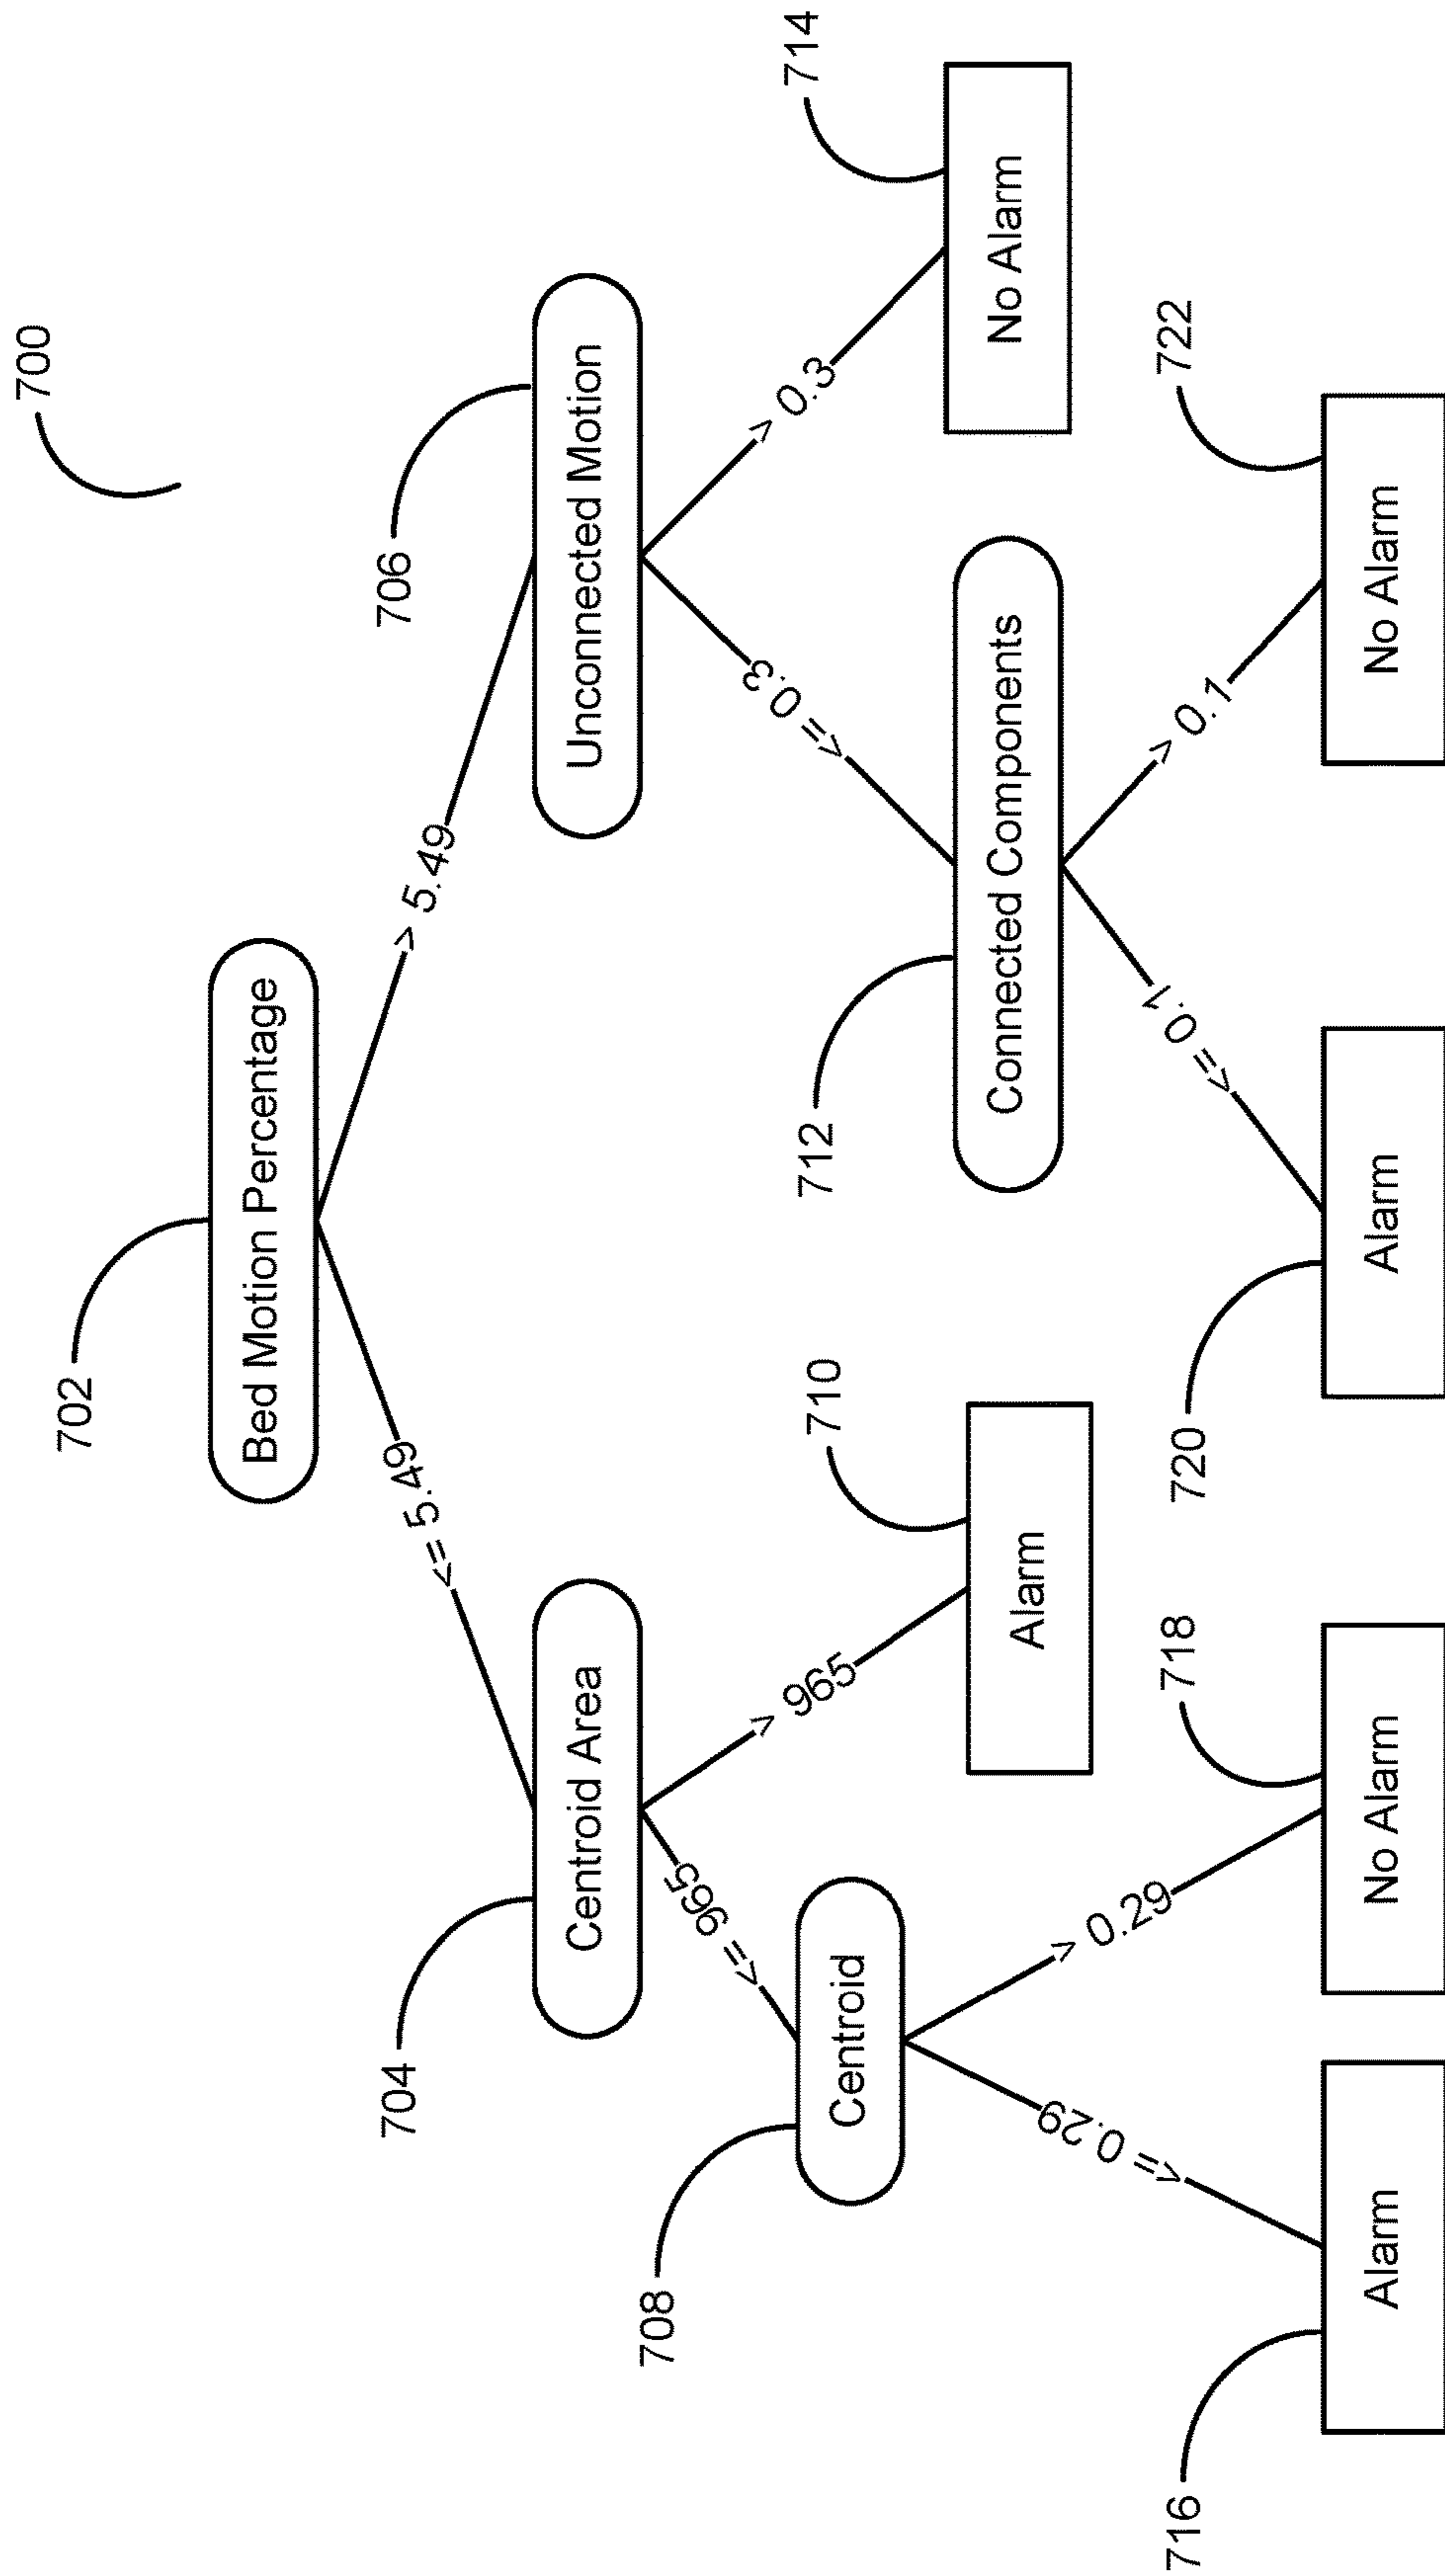 700
702
Bed Motion Percentage
<= 5.49
> 5.49
704
Centroid Area
706
Unconnected Motion
<= 965
> 965
<= 0.3
> 0.3
708
Centroid
710
Alarm
712
Connected Components
714
No Alarm
<= 0.29
> 0.29
<= 0.1
> 0.1
716
Alarm
718
No Alarm
720
Alarm
722
No Alarm